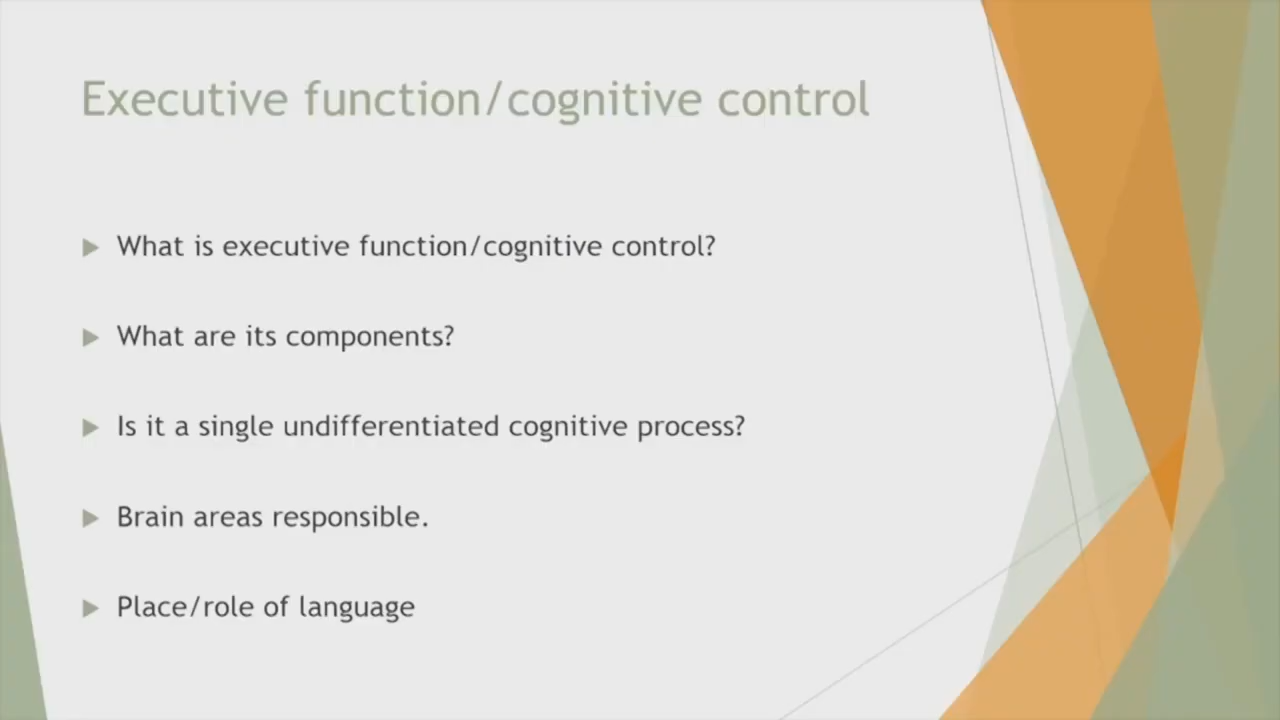 Executive function/cognitive control
What is executive function/cognitive control?
What are its components?
Is it a single undifferentiated cognitive process?
Brain areas responsible.
Place/role of language